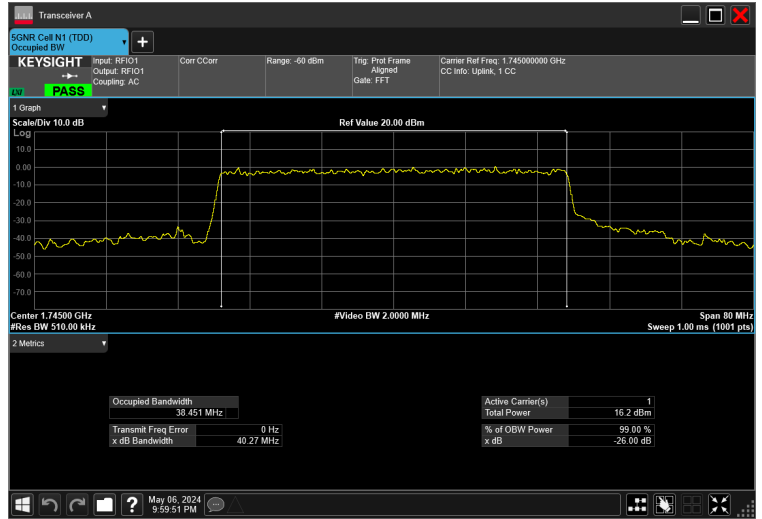 Transceiver A
5GNR Cell N1 (TDD)
Occupied BW
KEYSIGHT
Input: RFIO1
Output: RFIO1
Coupling: AC
Corr CCorr
Range: -60 dBm
Trig: Prot Frame
Aligned
Gate: FFT
Carrier Ref Freq: 1.745000000 GHz
CC Info: Uplink, 1 CC
LXI
PASS
1 Graph
Scale/Div 10.0 dB
Ref Value 20.00 dBm
Log
10.0
0.00
-10.0
-20.0
-30.0
-40.0
-50.0
-60.0
-70.0
Center 1.74500 GHz
#Video BW 2.0000 MHz
Span 80 MHz
#Res BW 510.00 kHz
Sweep 1.00 ms (1001 pts)
2 Metrics
Occupied Bandwidth
38.451 MHz
Transmit Freq Error 0 Hz
x dB Bandwidth 40.27 MHz
Active Carrier(s) 1
Total Power 16.2 dBm
% of OBW Power 99.00 %
x dB -26.00 dB
May 06, 2024
9:59:51 PM